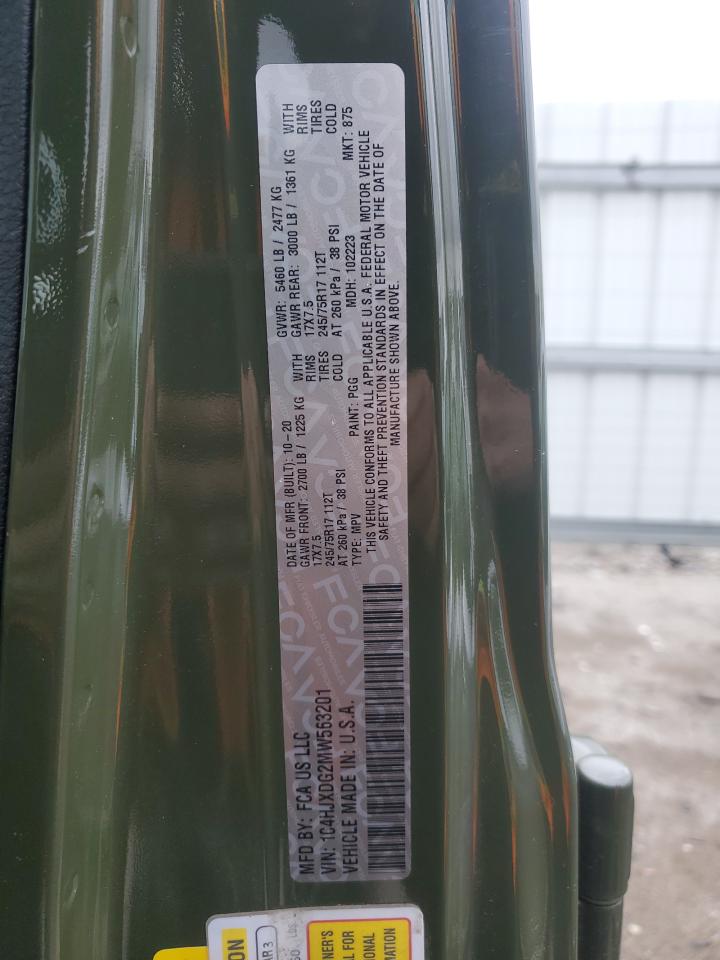 MFD BY: FCA US LLC
VIN: 1C4HJXDG2MW563201
VEHICLE MADE IN: U.S.A.
DATE OF MFR (BUILT): 10-20
GAWR FRONT: 2700 LB / 1225 KG WITH
17X7.5 RIMS
245/75R17 112T TIRES
AT 260 kPa / 38 PSI COLD
GVWR: 5460 LB / 2477 KG
GAWR REAR: 3000 LB / 1361 KG WITH
17X7.5 RIMS
245/75R17 112T TIRES
AT 260 kPa / 38 PSI COLD
TYPE: MPV PAINT: PGG MDH: 102223 MKT: 875
THIS VEHICLE CONFORMS TO ALL APPLICABLE U.S.A. FEDERAL MOTOR VEHICLE
SAFETY AND THEFT PREVENTION STANDARDS IN EFFECT ON THE DATE OF
MANUFACTURE SHOWN ABOVE.
FCA